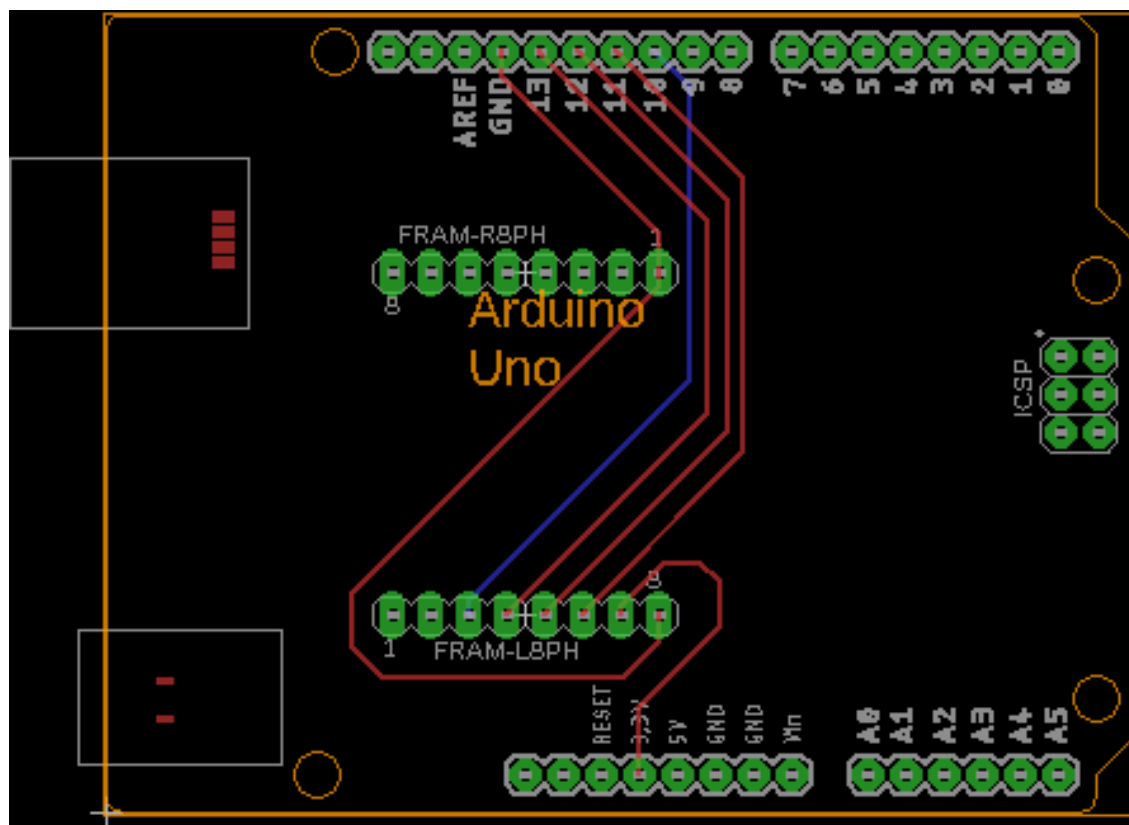 AREF
GND
13
12
11
10
9
8
7
6
5
4
3
2
1
0
FRAM-R8PH
1
8
Arduino
Uno
ICSP
8
1
FRAM-L8PH
RESET
3,3V
5V
GND
GND
Vin
A0
A1
A2
A3
A4
A5